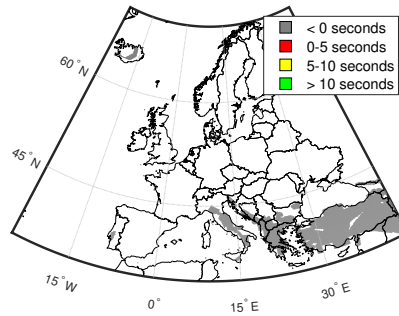 < 0 seconds
0-5 seconds
5-10 seconds
> 10 seconds
60°N
45°N
15°W
0°
15°E
30°E